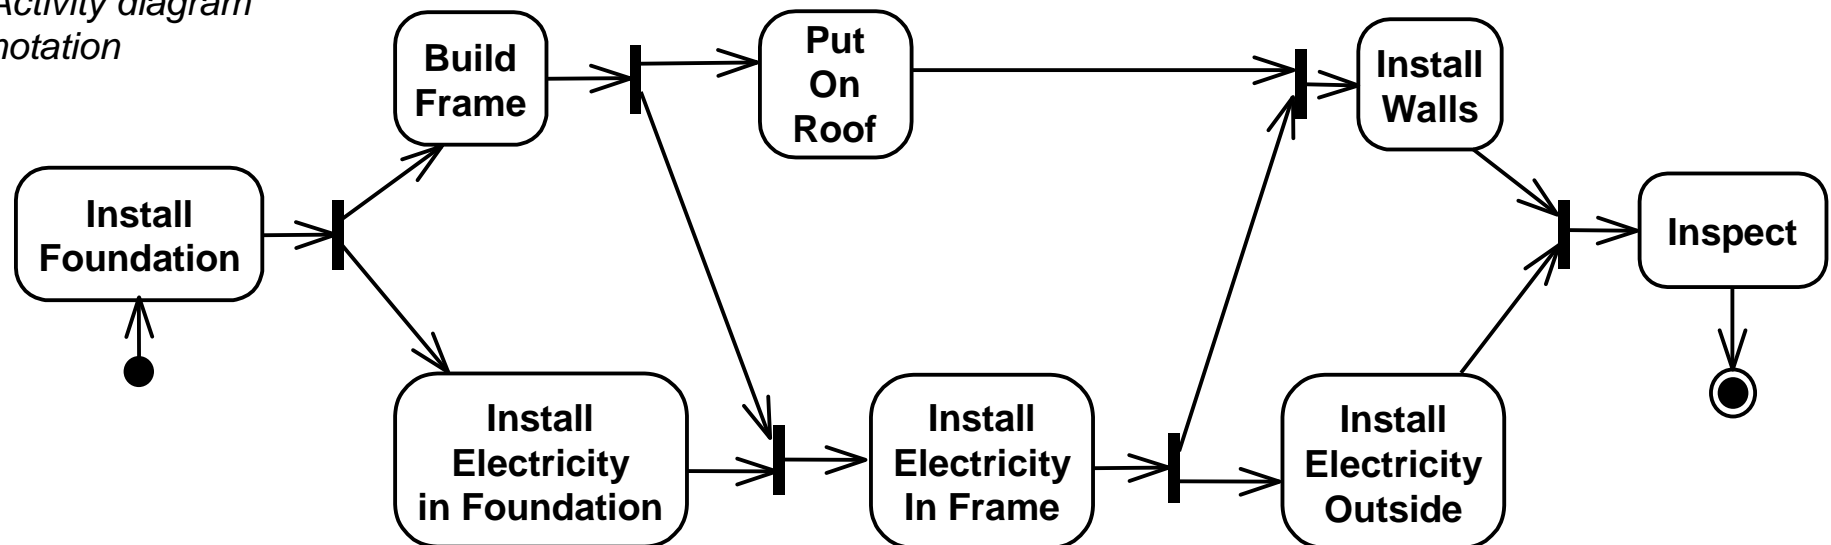 Activity diagram
notation
Build
Frame
Put
On
Roof
Install
Walls
Install
Foundation
Inspect
Install
Electricity
in Foundation
Install
Electricity
In Frame
Install
Electricity
Outside